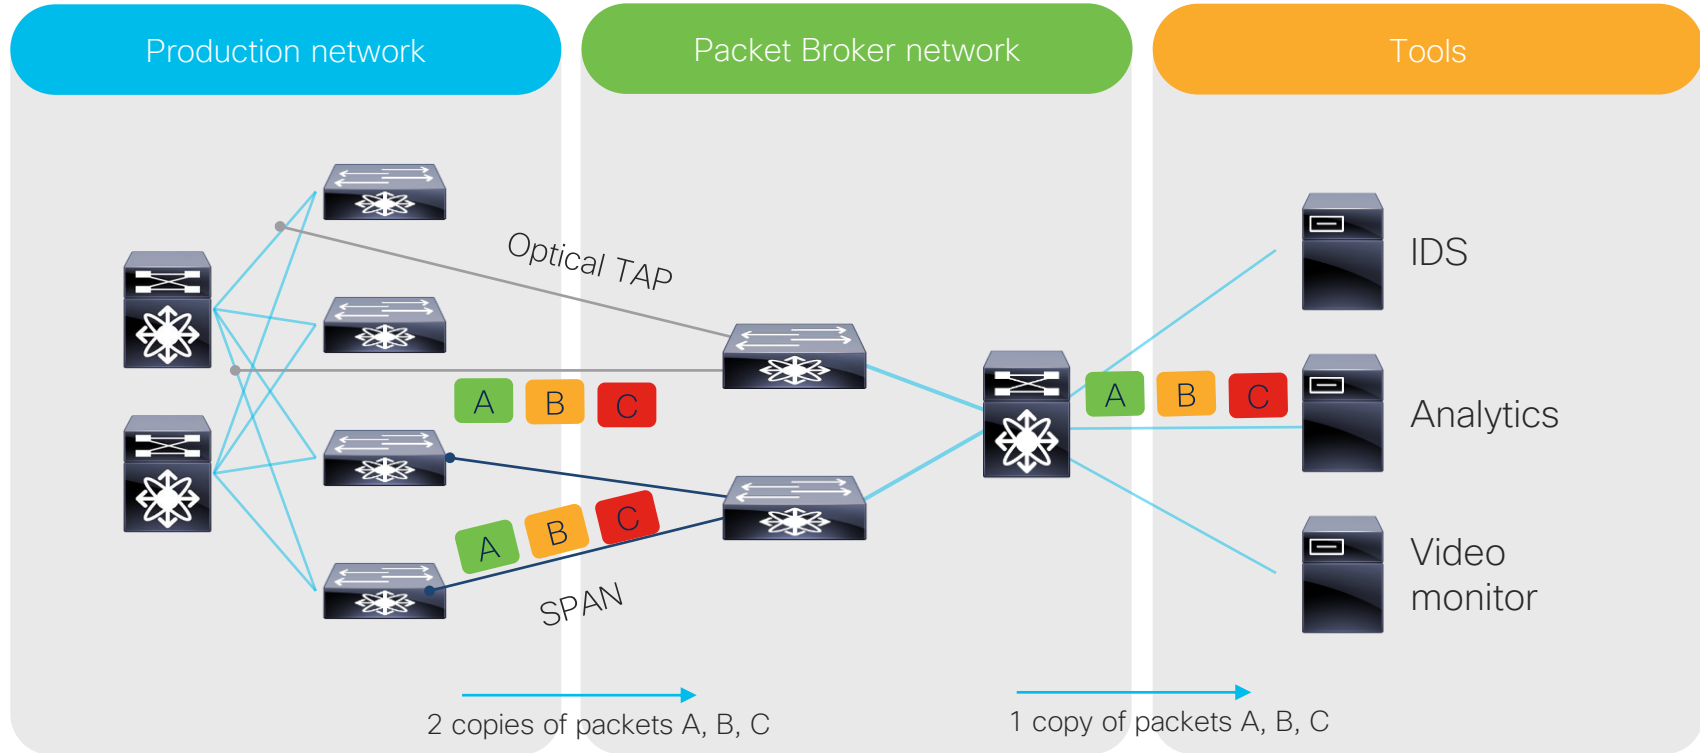 Production network
Packet Broker network
Tools
Optical TAP
IDS
A B C
A B C
Analytics
A B C
SPAN
Video
monitor
2 copies of packets A, B, C
1 copy of packets A, B, C